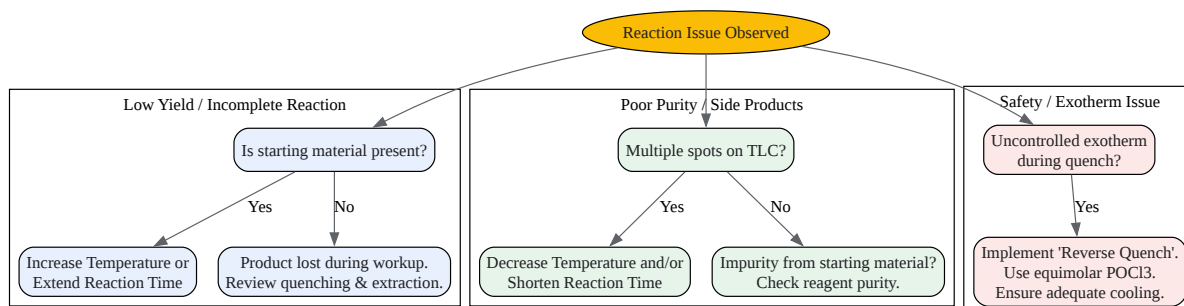 Reaction Issue Observed
Low Yield / Incomplete Reaction
Poor Purity / Side Products
Safety / Exotherm Issue
Is starting material present?
Multiple spots on TLC?
Uncontrolled exotherm
during quench?
Yes
No
Yes
No
Yes
Increase Temperature or
Extend Reaction Time
Product lost during workup.
Review quenching & extraction.
Decrease Temperature and/or
Shorten Reaction Time
Impurity from starting material?
Check reagent purity.
Implement 'Reverse Quench'.
Use equimolar POCl3.
Ensure adequate cooling.